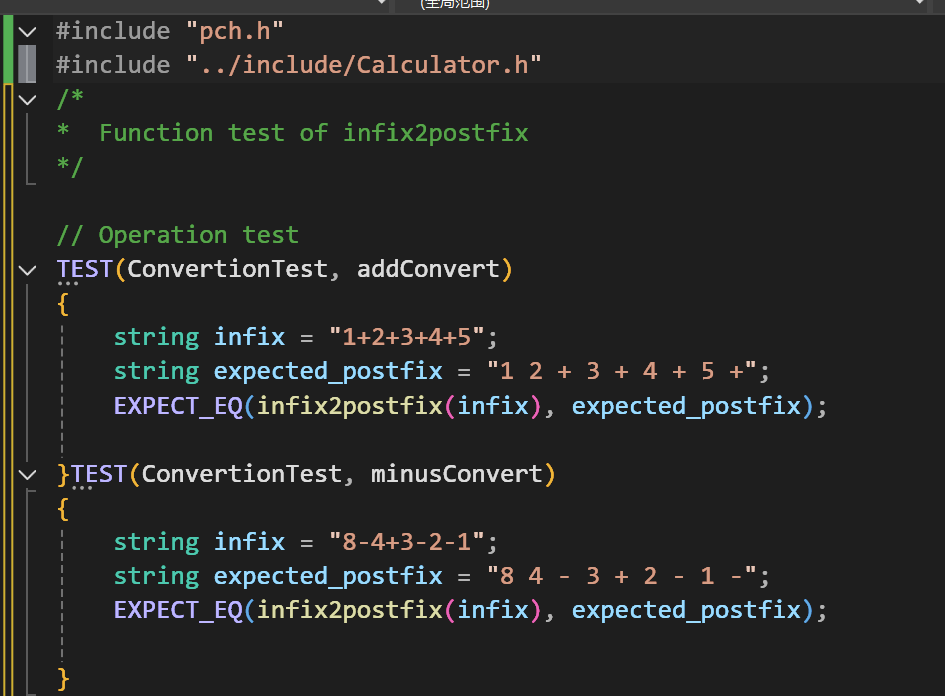 (全局范围)
#include "pch.h"
#include "../include/Calculator.h"
/*
*  Function test of infix2postfix
*/
// Operation test
TEST(ConvertionTest, addConvert)
{
    string infix = "1+2+3+4+5";
    string expected_postfix = "1 2 + 3 + 4 + 5 +";
    EXPECT_EQ(infix2postfix(infix), expected_postfix);
}TEST(ConvertionTest, minusConvert)
{
    string infix = "8-4+3-2-1";
    string expected_postfix = "8 4 - 3 + 2 - 1 -";
    EXPECT_EQ(infix2postfix(infix), expected_postfix);
}